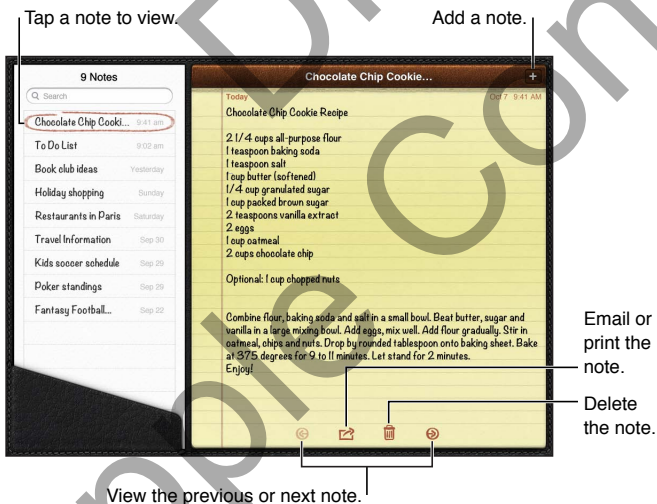 Tap a note to view.
Add a note.
9 Notes
Search
Chocolate Chip Cooki... 9:41 am
To Do List 9:02 am
Book club ideas Yesterday
Holiday shopping Sunday
Restaurants in Paris Saturday
Travel Information Sep 30
Kids soccer schedule Sep 29
Poker standings Sep 29
Fantasy Football... Sep 22
Chocolate Chip Cookie... +
Today Oct 7 9:41 AM
Chocolate Chip Cookie Recipe
2 1/4 cups all-purpose flour
1 teaspoon baking soda
1 teaspoon salt
1 cup butter (softened)
1/4 cup granulated sugar
1 cup packed brown sugar
2 teaspoons vanilla extract
2 eggs
1 cup oatmeal
2 cups chocolate chip
Optional: 1 cup chopped nuts
Combine flour, baking soda and salt in a small bowl. Beat butter, sugar and
vanilla in a large mixing bowl. Add eggs, mix well. Add flour gradually. Stir in
oatmeal, chips and nuts. Drop by rounded tablespoon onto baking sheet. Bake
at 375 degrees for 9 to 11 minutes. Let stand for 2 minutes.
Enjoy!
Email or
print the
note.
Delete
the note.
View the previous or next note.